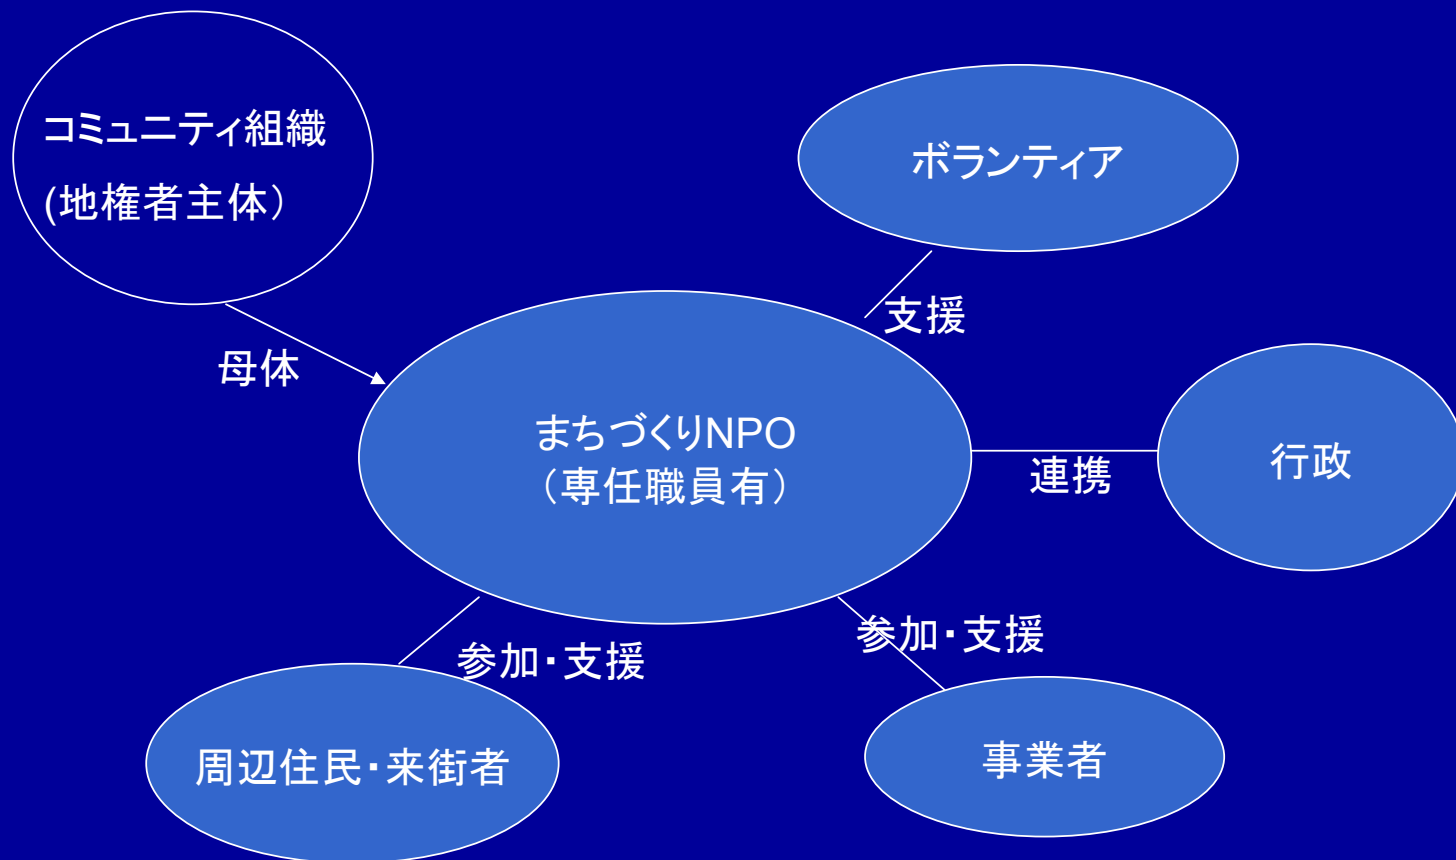 コミュニティ組織
(地権者主体）
ボランティア
支援
母体
まちづくりNPO
（専任職員有）
連携
行政
参加・支援
参加・支援
周辺住民・来街者
事業者